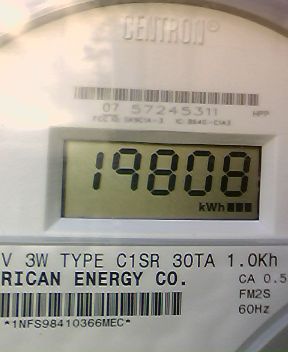 CENTRON®
07 57245311 HPP
19808
kWh
V 3W TYPE C1SR 30TA 1.0Kh
RICAN ENERGY CO.
CA 0.5
FM2S
60Hz
*1NFS98410366MEC*